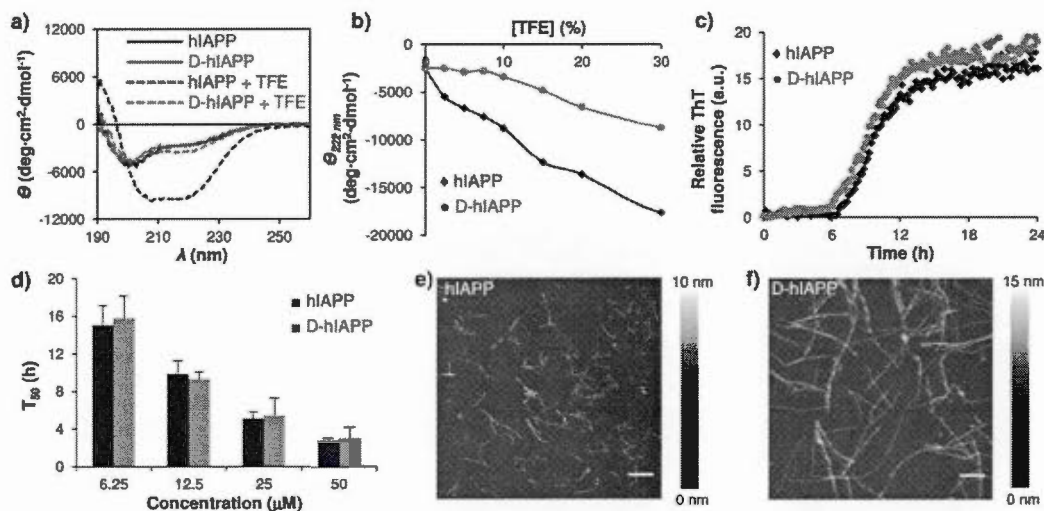 a)
12000
6000
0
-6000
-12000
Θ
(deg·cm²·dmol⁻¹)
hIAPP
D-hIAPP
hIAPP + TFE
D-hIAPP + TFE
190
210
230
250
λ (nm)
b)
[TFE] (%)
0
10
20
30
0
-5000
-10000
-15000
-20000
Θ222 nm
(deg·cm²·dmol⁻¹)
hIAPP
D-hIAPP
c)
20
15
10
5
0
Relative ThT
fluorescence (a.u.)
hIAPP
D-hIAPP
0
6
12
18
24
Time (h)
d)
20
16
12
8
4
0
T50 (h)
hIAPP
D-hIAPP
6.25
12.5
25
50
Concentration (µM)
e)
hIAPP
10 nm
0 nm
f)
D-hIAPP
15 nm
0 nm